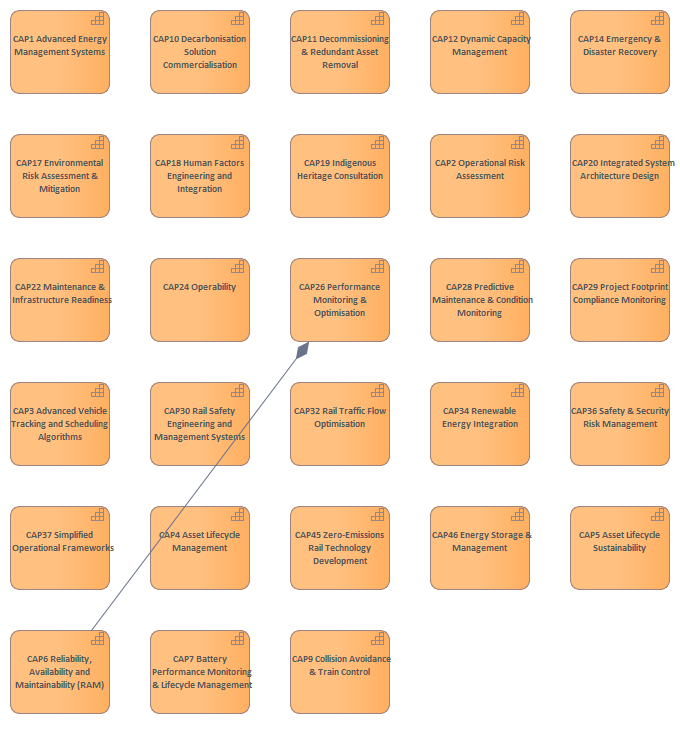 CAP1 Advanced Energy
Management Systems
CAP10 Decarbonisation
Solution
Commercialisation
CAP11 Decommissioning
& Redundant Asset
Removal
CAP12 Dynamic Capacity
Management
CAP14 Emergency &
Disaster Recovery
CAP17 Environmental
Risk Assessment &
Mitigation
CAP18 Human Factors
Engineering and
Integration
CAP19 Indigenous
Heritage Consultation
CAP2 Operational Risk
Assessment
CAP20 Integrated System
Architecture Design
CAP22 Maintenance &
Infrastructure Readiness
CAP24 Operability
CAP26 Performance
Monitoring &
Optimisation
CAP28 Predictive
Maintenance & Condition
Monitoring
CAP29 Project Footprint
Compliance Monitoring
CAP3 Advanced Vehicle
Tracking and Scheduling
Algorithms
CAP30 Rail Safety
Engineering and
Management Systems
CAP32 Rail Traffic Flow
Optimisation
CAP34 Renewable
Energy Integration
CAP36 Safety & Security
Risk Management
CAP37 Simplified
Operational Frameworks
CAP4 Asset Lifecycle
Management
CAP45 Zero-Emissions
Rail Technology
Development
CAP46 Energy Storage &
Management
CAP5 Asset Lifecycle
Sustainability
CAP6 Reliability,
Availability and
Maintainability (RAM)
CAP7 Battery
Performance Monitoring
& Lifecycle Management
CAP9 Collision Avoidance
& Train Control